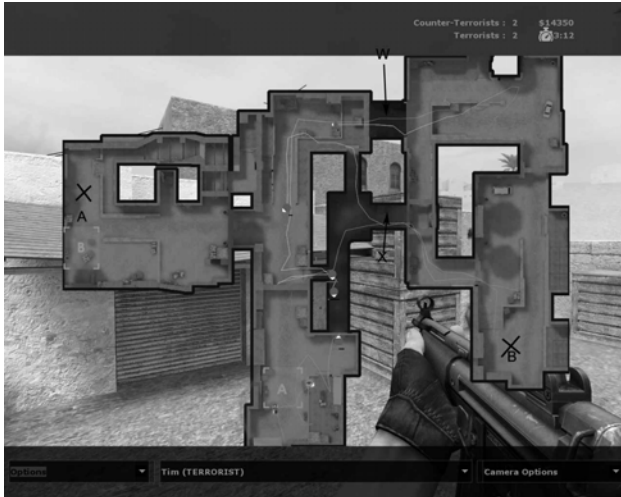 Counter-Terrorists : 2 $14350
Terrorists : 2 3:12
W
A
B
X
B
A
Options
Tim (TERRORIST)
Camera Options